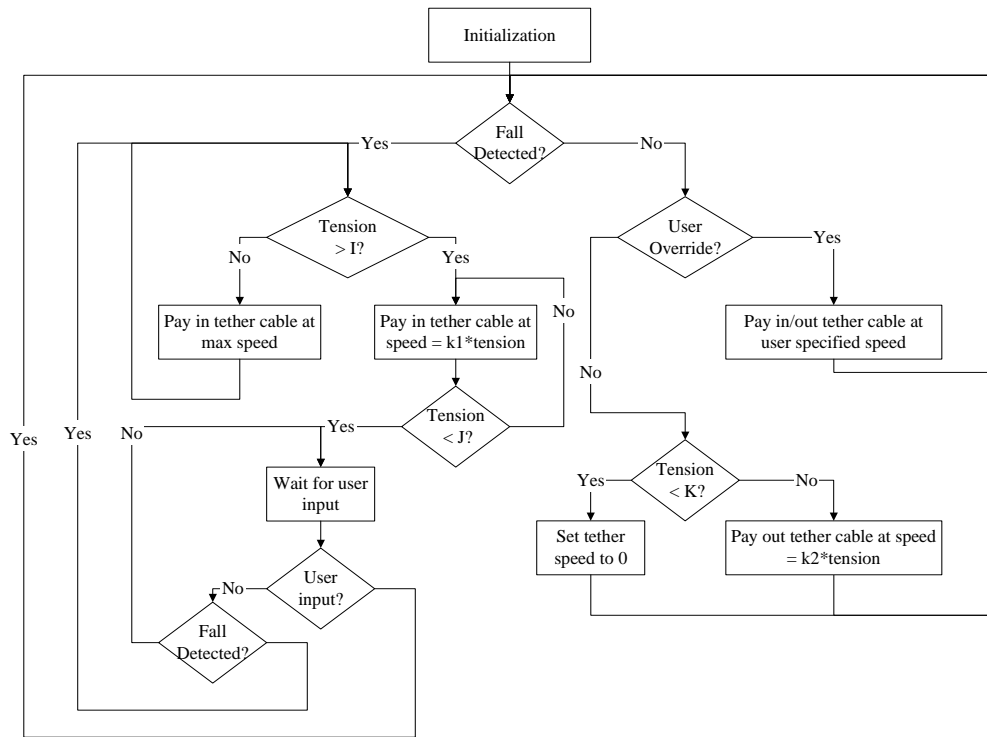 Initialization
Fall
Detected?
Yes
No
Tension
> I?
User
Override?
No
Yes
Yes
Pay in tether cable at
max speed
Pay in tether cable at
speed = k1*tension
No
Pay in/out tether cable at
user specified speed
No
Tension
< J?
Yes
No
Yes
Yes
Wait for user
input
Tension
< K?
Yes
No
Set tether
speed to 0
Pay out tether cable at speed
= k2*tension
User
input?
No
Fall
Detected?